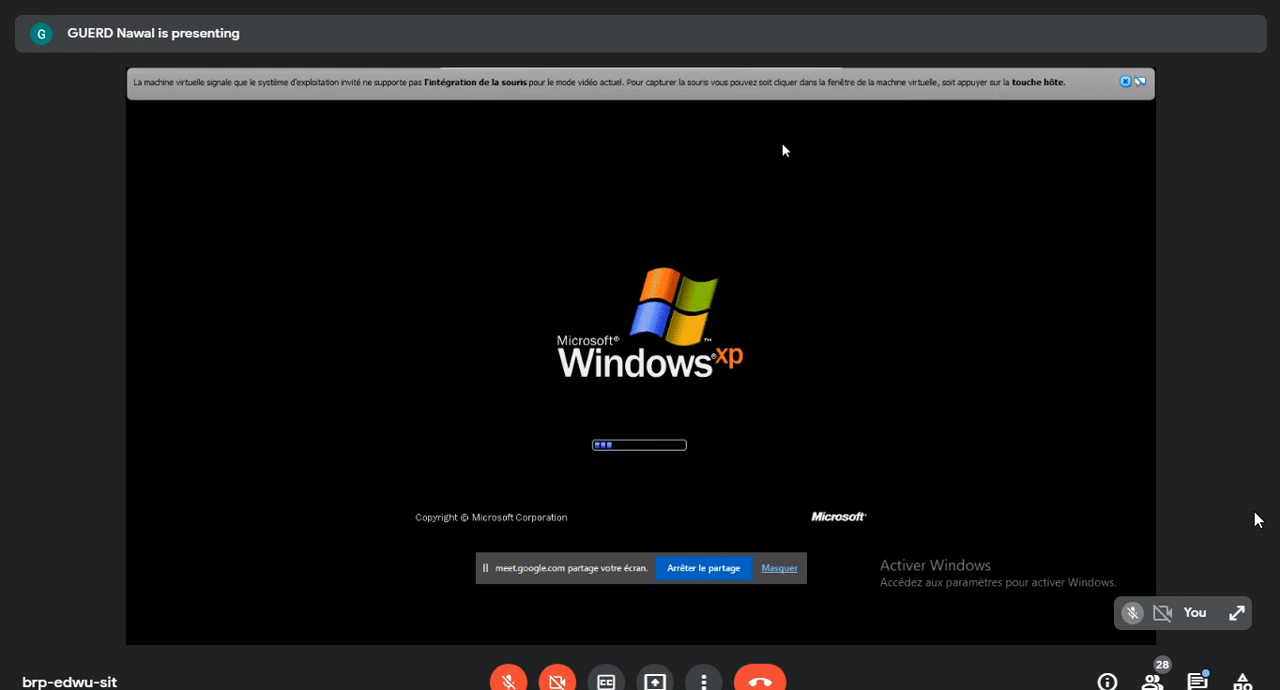 G GUERD Nawal is presenting
La machine virtuelle signale que le système d'exploitation invité ne supporte pas l'intégration de la souris pour le mode vidéo actuel. Pour capturer la souris vous pouvez soit cliquer dans la fenêtre de la machine virtuelle, soit appuyer sur la touche hôte.
Microsoft®
Windows® xp ™
Copyright © Microsoft Corporation
Microsoft®
meet.google.com partage votre écran. Arrêter le partage Masquer
Activer Windows
Accédez aux paramètres pour activer Windows.
You
28
brp-edwu-sit
CC